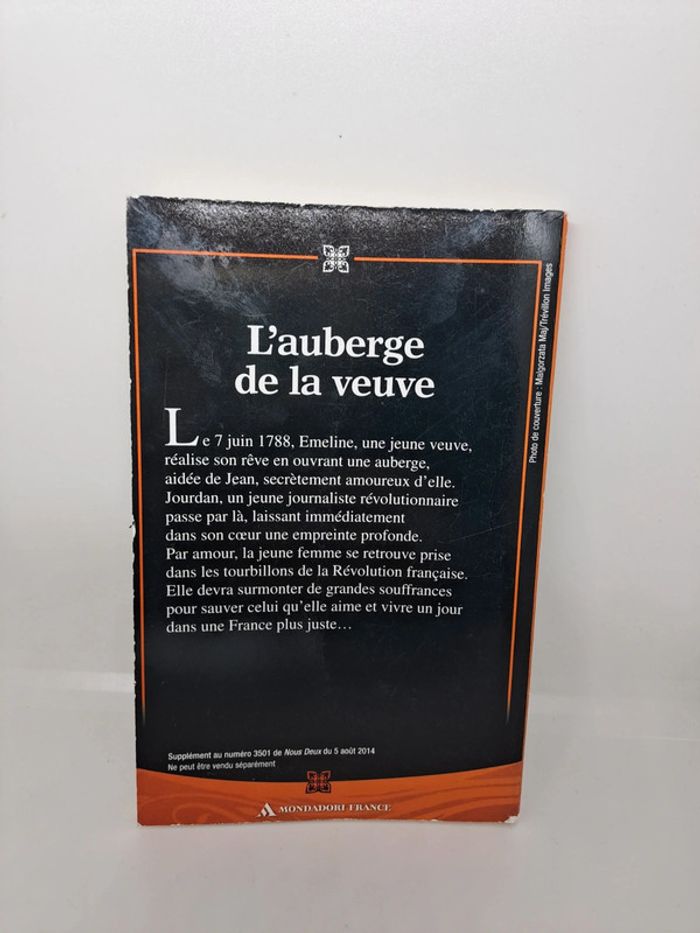 L'auberge
de la veuve
Le 7 juin 1788, Emeline, une jeune veuve,
réalise son rêve en ouvrant une auberge,
aidée de Jean, secrètement amoureux d'elle.
Jourdan, un jeune journaliste révolutionnaire
passe par là, laissant immédiatement
dans son cœur une empreinte profonde.
Par amour, la jeune femme se retrouve prise
dans les tourbillons de la Révolution française.
Elle devra surmonter de grandes souffrances
pour sauver celui qu'elle aime et vivre un jour
dans une France plus juste…
Photo de couverture : Malgorzata Maj/Trévillon Images
Supplément au numéro 3501 de Nous Deux du 5 août 2014
Ne peut être vendu séparément
MONDADORI FRANCE